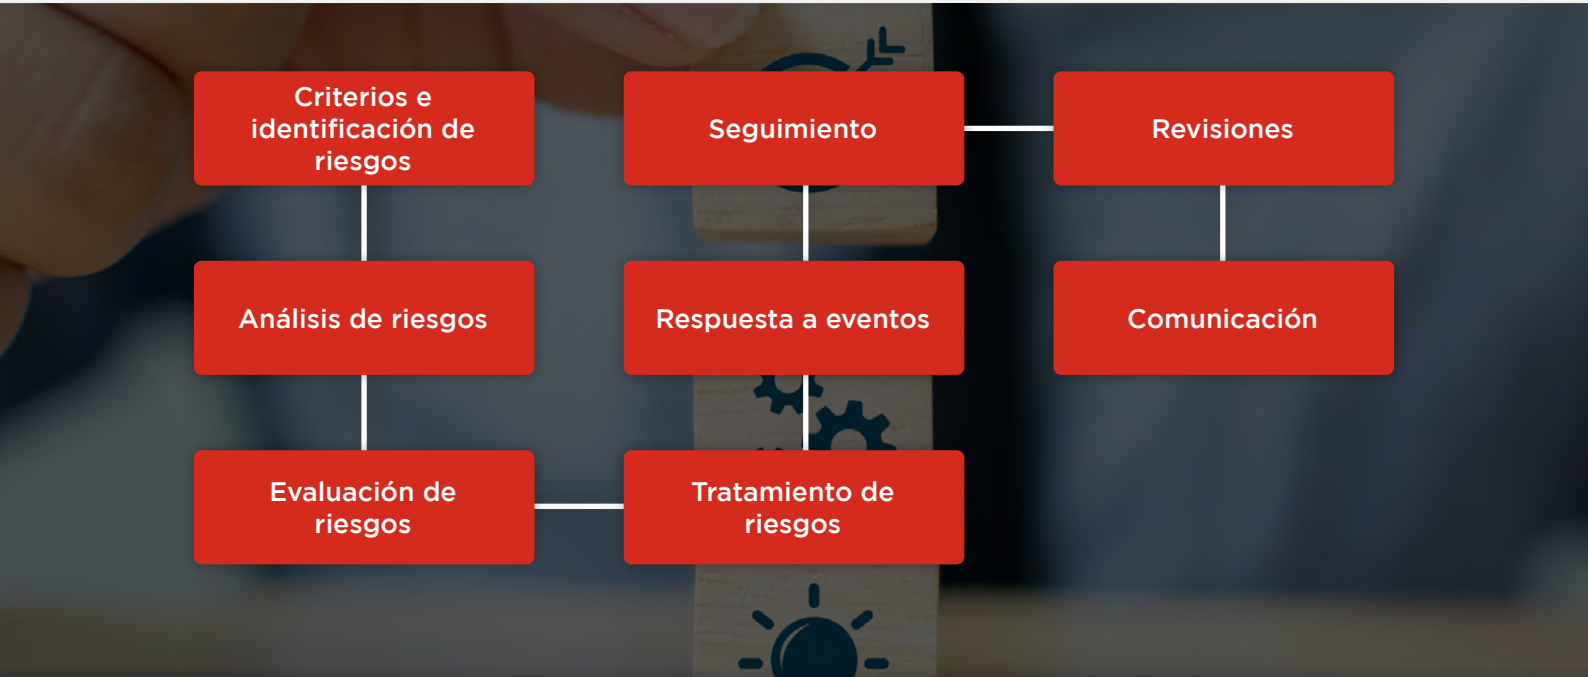 Criterios e
identificación de
riesgos
Análisis de riesgos
Evaluación de
riesgos
Tratamiento de
riesgos
Respuesta a eventos
Seguimiento
Revisiones
Comunicación